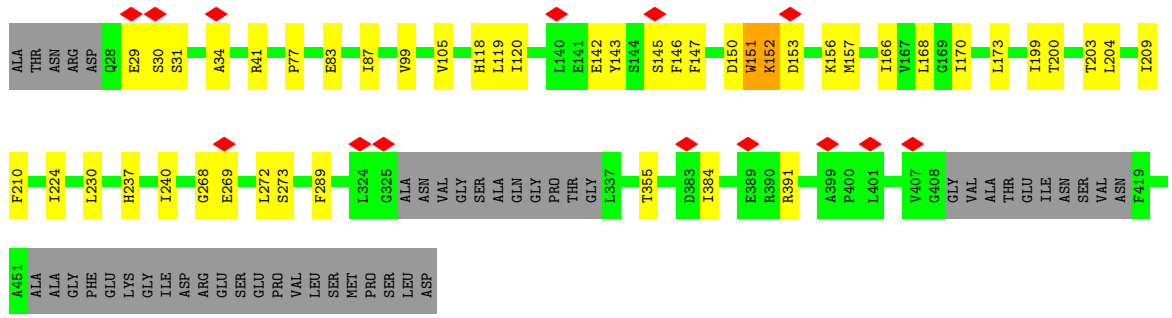 ALA THR ASN ARG ASP Q28 E29 S30 S31 A34 R41 P77 E83 I87 V99 V105 H118 L119 I120 L140 E141 E142 Y143 S144 S145 F146 F147 D150 W151 K152 D153 K156 M157 I166 V167 L168 G169 I170 L173 I199 T200 T203 L204 I209
F210 I224 L230 H237 I240 G268 E269 L272 S273 F289 L324 G325 ALA ASN VAL GLY SER ALA GLN GLY PRO THR GLY L337 T355 D383 I384 E389 R390 R391 A399 P400 L401 V407 G408 GLY VAL ALA THR GLU ILE ASN SER VAL ASN F419
A451 ALA ALA GLY PHE GLU LYS GLY ILE ASP ARG GLU SER GLU PRO VAL LEU SER MET PRO SER LEU ASP